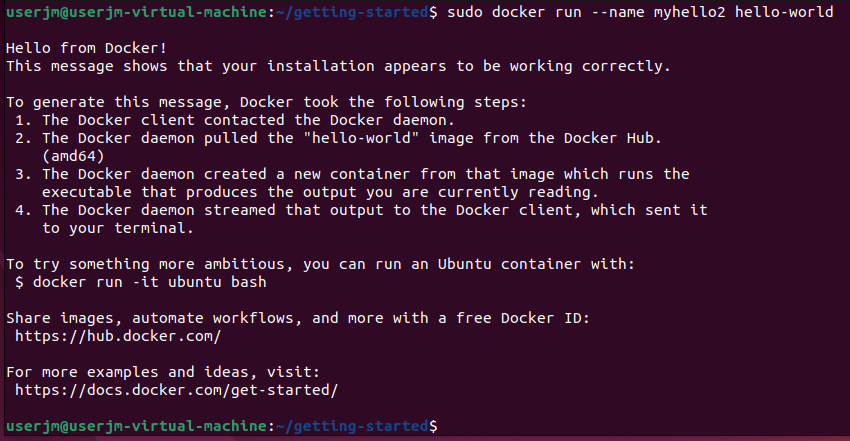 userjm@userjm-virtual-machine:~/getting-started$ sudo docker run --name myhello2 hello-world

Hello from Docker!
This message shows that your installation appears to be working correctly.

To generate this message, Docker took the following steps:
 1. The Docker client contacted the Docker daemon.
 2. The Docker daemon pulled the "hello-world" image from the Docker Hub.
    (amd64)
 3. The Docker daemon created a new container from that image which runs the
    executable that produces the output you are currently reading.
 4. The Docker daemon streamed that output to the Docker client, which sent it
    to your terminal.

To try something more ambitious, you can run an Ubuntu container with:
 $ docker run -it ubuntu bash

Share images, automate workflows, and more with a free Docker ID:
 https://hub.docker.com/

For more examples and ideas, visit:
 https://docs.docker.com/get-started/

userjm@userjm-virtual-machine:~/getting-started$